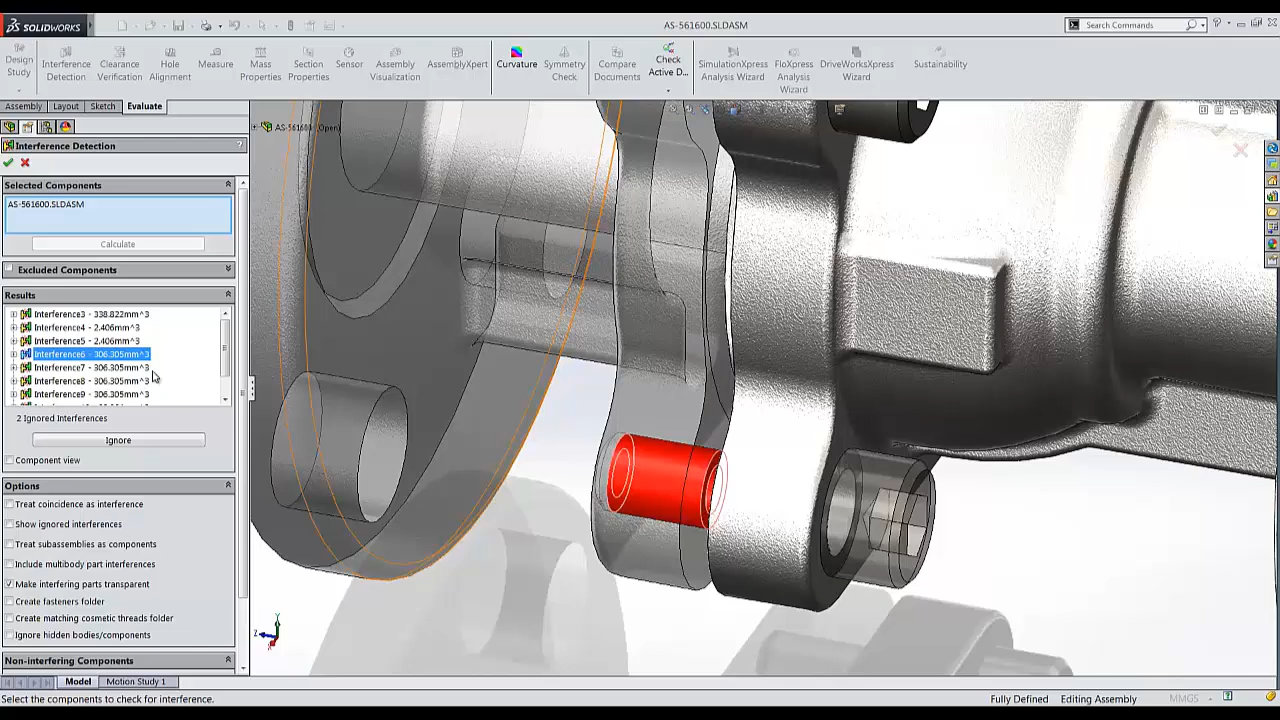 SOLIDWORKS
AS-561600.SLDASM
Search Commands
Design Study
Interference Detection
Clearance Verification
Hole Alignment
Measure
Mass Properties
Section Properties
Sensor
Assembly Visualization
AssemblyXpert
Curvature
Symmetry Check
Compare Documents
Check Active D...
SimulationXpress Analysis Wizard
FloXpress Analysis Wizard
DriveWorksXpress Wizard
Sustainability
Assembly
Layout
Sketch
Evaluate
AS-561600 (Open)
Interference Detection
?
Selected Components
AS-561600.SLDASM
Calculate
Excluded Components
Results
Interference3 - 338.822mm^3
Interference4 - 2.406mm^3
Interference5 - 2.406mm^3
Interference6 - 306.305mm^3
Interference7 - 306.305mm^3
Interference8 - 306.305mm^3
Interference9 - 306.305mm^3
2 Ignored Interferences
Ignore
Component view
Options
Treat coincidence as interference
Show ignored interferences
Treat subassemblies as components
Include multibody part interferences
Make interfering parts transparent
Create fasteners folder
Create matching cosmetic threads folder
Ignore hidden bodies/components
Non-interfering Components
Y
Z
X
Model
Motion Study 1
Select the components to check for interference.
Fully Defined
Editing Assembly
MMGS